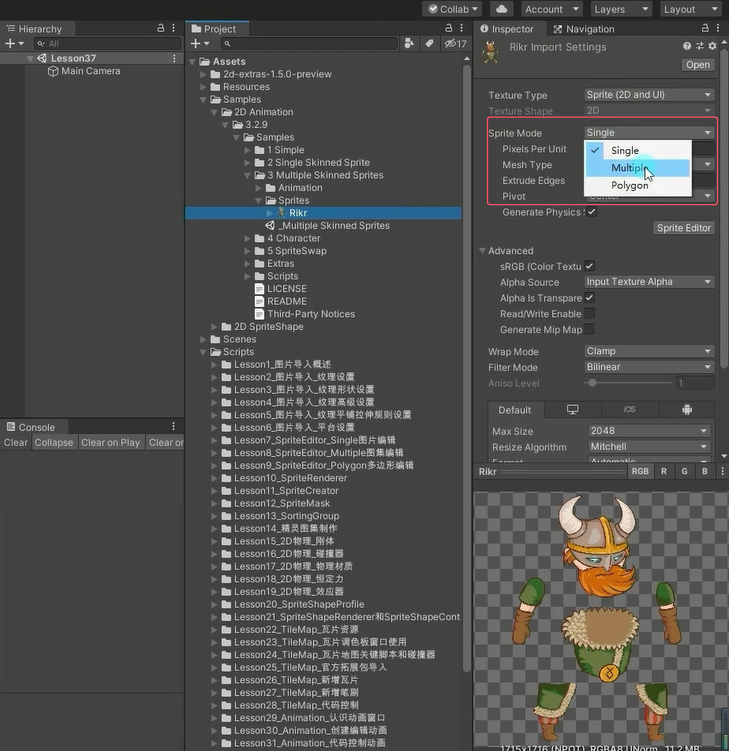 Collab
Account
Layers
Layout
Hierarchy
All
Lesson37
Main Camera
Console
Clear
Collapse
Clear on Play
Clear or
Project
17
Assets
2d-extras-1.5.0-preview
Resources
Samples
2D Animation
3.2.9
Samples
1 Simple
2 Single Skinned Sprite
3 Multiple Skinned Sprites
Animation
Sprites
Rikr
_Multiple Skinned Sprites
4 Character
5 SpriteSwap
Extras
Scripts
LICENSE
README
Third-Party Notices
2D SpriteShape
Scenes
Scripts
Lesson1_图片导入概述
Lesson2_图片导入_纹理设置
Lesson3_图片导入_纹理形状设置
Lesson4_图片导入_纹理高级设置
Lesson5_图片导入_纹理平铺拉伸规则设置
Lesson6_图片导入_平台设置
Lesson7_SpriteEditor_Single图片编辑
Lesson8_SpriteEditor_Multiple图集编辑
Lesson9_SpriteEditor_Polygon多边形编辑
Lesson10_SpriteRenderer
Lesson11_SpriteCreator
Lesson12_SpriteMask
Lesson13_SortingGroup
Lesson14_精灵图集制作
Lesson15_2D物理_刚体
Lesson16_2D物理_碰撞器
Lesson17_2D物理_物理材质
Lesson18_2D物理_恒定力
Lesson19_2D物理_效应器
Lesson20_SpriteShapeProfile
Lesson21_SpriteShapeRenderer和SpriteShapeCont
Lesson22_TileMap_瓦片资源
Lesson23_TileMap_瓦片调色板窗口使用
Lesson24_TileMap_瓦片地图关键脚本和碰撞器
Lesson25_TileMap_官方拓展包导入
Lesson26_TileMap_新增瓦片
Lesson27_TileMap_新增笔刷
Lesson28_TileMap_代码控制
Lesson29_Animation_认识动画窗口
Lesson30_Animation_创建编辑动画
Lesson31_Animation_代码控制动画
Inspector
Navigation
Rikr Import Settings
Open
Texture Type
Sprite (2D and UI)
Texture Shape
2D
Sprite Mode
Single
Pixels Per Unit
Single
Mesh Type
Multiple
Extrude Edges
Polygon
Pivot
Center
Generate Physics S
Sprite Editor
Advanced
sRGB (Color Textu
Alpha Source
Input Texture Alpha
Alpha Is Transpare
Read/Write Enable
Generate Mip Map
Wrap Mode
Clamp
Filter Mode
Bilinear
Aniso Level
1
Default
iOS
Max Size
2048
Resize Algorithm
Mitchell
Format
Automatic
Rikr
RGB
R
G
B
1715x1716 (NPOT) RGBA8 UNorm 11.2 MB